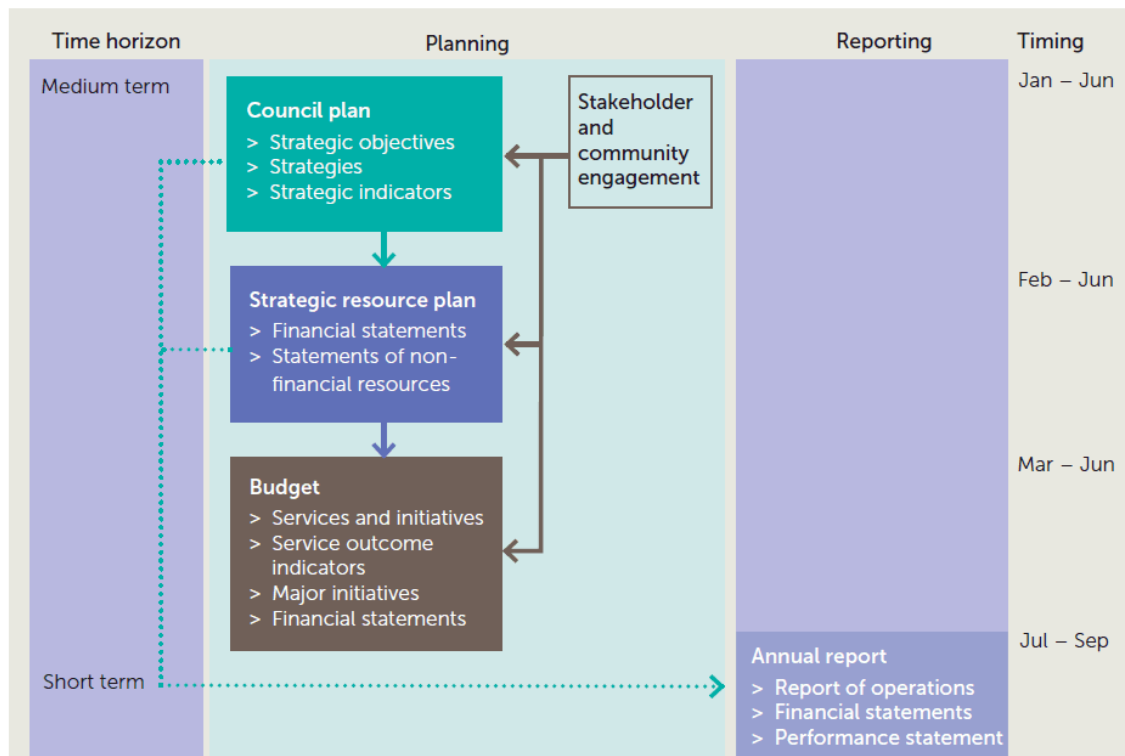 Time horizon
Planning
Reporting
Timing
Medium term
Jan – Jun
Council plan
> Strategic objectives
> Strategies
> Strategic indicators
Stakeholder
and
community
engagement
Feb – Jun
Strategic resource plan
> Financial statements
> Statements of non-
financial resources
Mar – Jun
Budget
> Services and initiatives
> Service outcome
indicators
> Major initiatives
> Financial statements
Jul – Sep
Short term
Annual report
> Report of operations
> Financial statements
> Performance statement